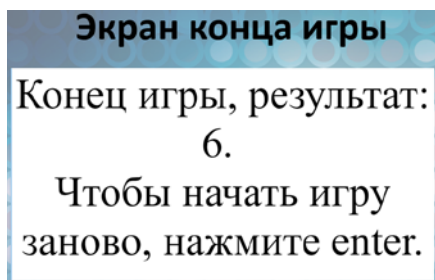 Экран конца игры
Конец игры, результат:
6.
Чтобы начать игру
заново, нажмите enter.